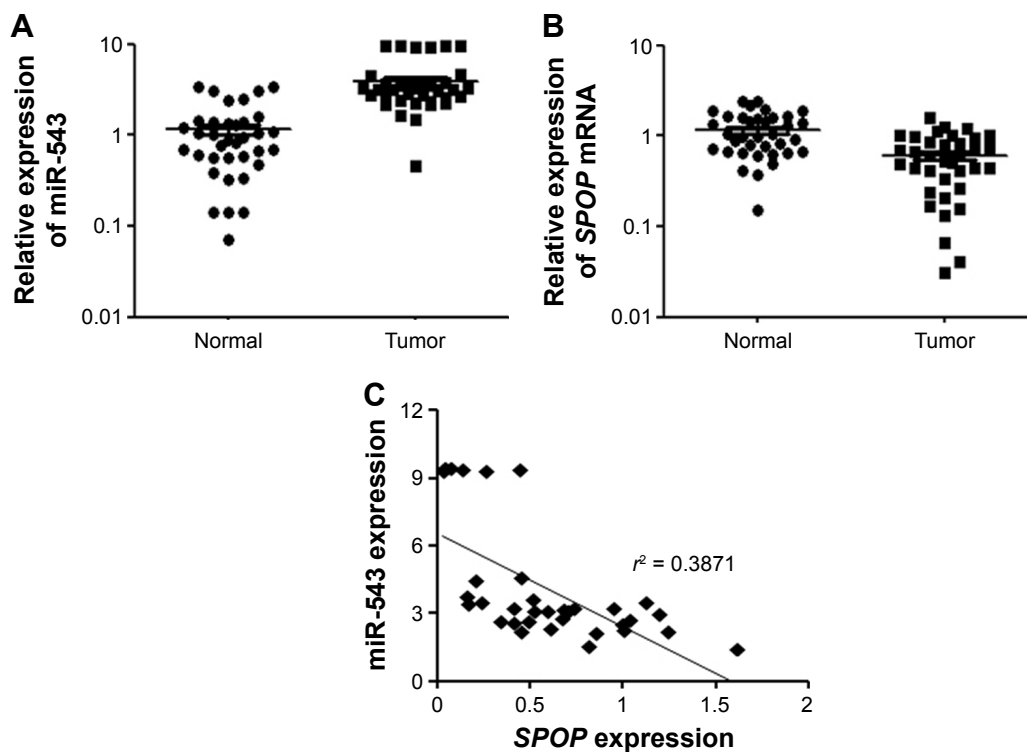 A
Relative expression
of miR-543
10
1
0.1
0.01
Normal
Tumor
B
Relative expression
of SPOP mRNA
10
1
0.1
0.01
Normal
Tumor
C
miR-543 expression
12
9
6
3
0
r² = 0.3871
0
0.5
1
1.5
2
SPOP expression